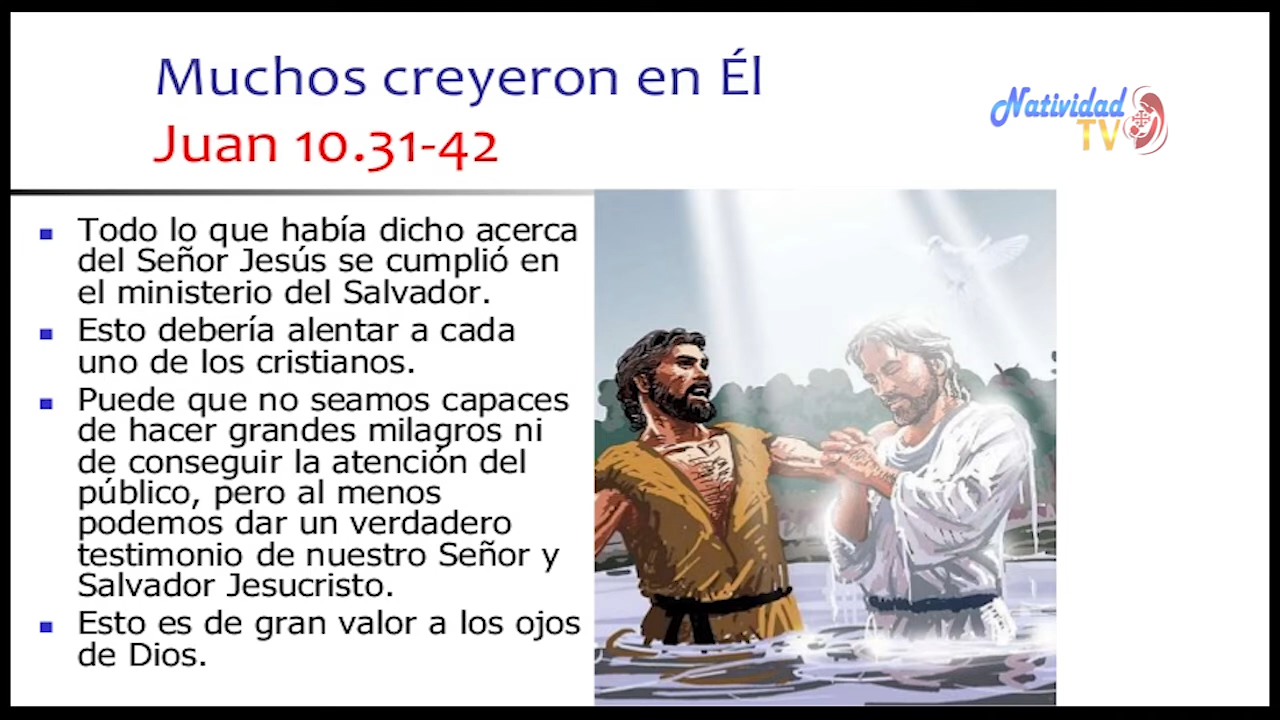 Muchos creyeron en Él
Juan 10.31-42
Natividad
TV
Todo lo que había dicho acerca
del Señor Jesús se cumplió en
el ministerio del Salvador.
Esto debería alentar a cada
uno de los cristianos.
Puede que no seamos capaces
de hacer grandes milagros ni
de conseguir la atención del
público, pero al menos
podemos dar un verdadero
testimonio de nuestro Señor y
Salvador Jesucristo.
Esto es de gran valor a los ojos
de Dios.